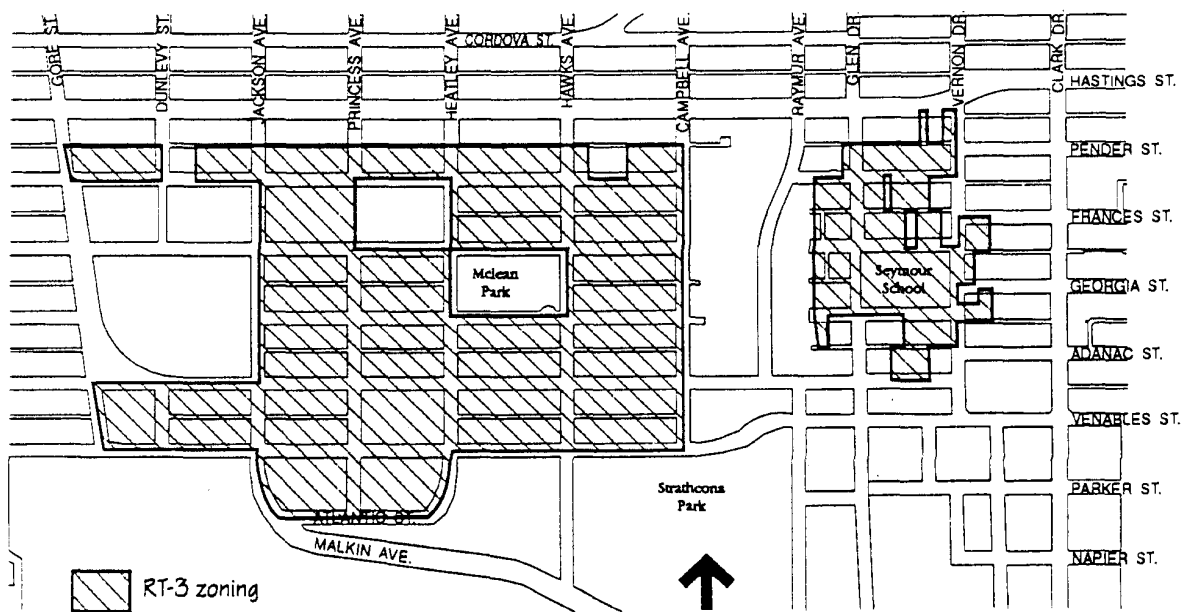 GORE ST.
DUNLEVY ST.
JACKSON AVE.
PRINCESS AVE.
HEATLEY AVE.
HAWKS AVE.
CAMPBELL AVE.
RAYMUR AVE.
GLEN DR.
VERNON DR.
CLARK DR.
CORDOVA ST.
HASTINGS ST.
PENDER ST.
FRANCES ST.
Mclean
Park
Seymour
School
GEORGIA ST.
ADANAC ST.
VENABLES ST.
Strathcona
Park
PARKER ST.
ATLANTIC ST.
MALKIN AVE.
NAPIER ST.
RT-3 zoning